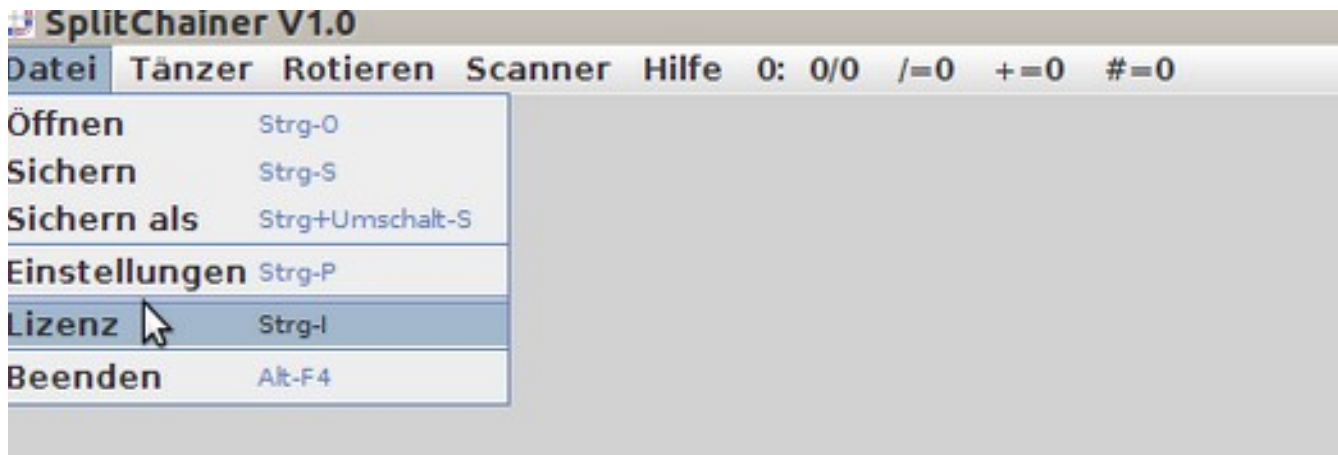 SplitChainer V1.0
Datei Tänzer Rotieren Scanner Hilfe 0: 0/0 /=0 +=0 #=0
Öffnen Strg-O
Sichern Strg-S
Sichern als Strg+Umschalt-S
Einstellungen Strg-P
Lizenz Strg-I
Beenden Alt-F4